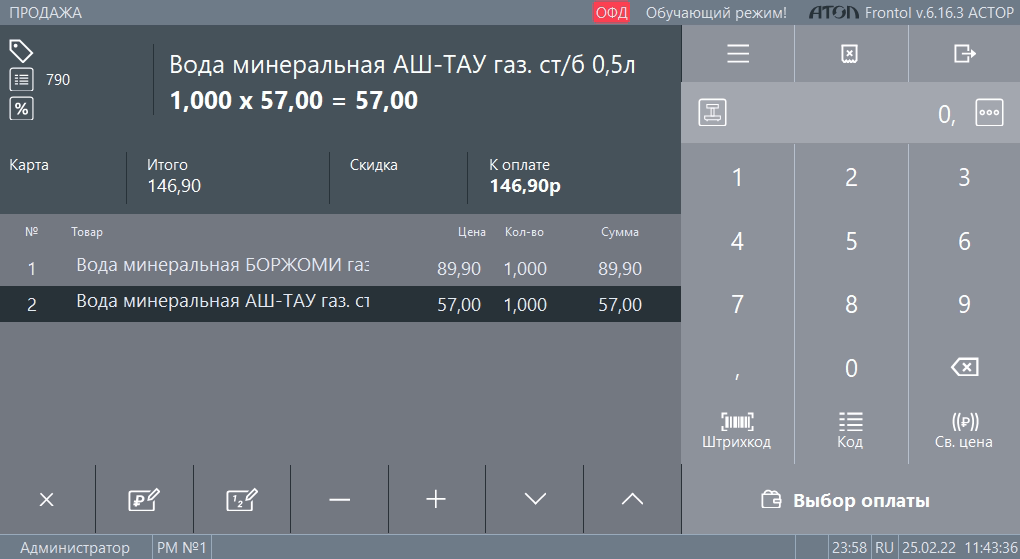 ПРОДАЖА ОФД Обучающий режим! АТОЛ Frontol v.6.16.3 АСТОР
790
Вода минеральная АШ-ТАУ газ. ст/б 0,5л
1,000 x 57,00 = 57,00
Карта Итого Скидка К оплате
146,90 146,90р
№ Товар Цена Кол-во Сумма
1 Вода минеральная БОРЖОМИ газ 89,90 1,000 89,90
2 Вода минеральная АШ-ТАУ газ. ст 57,00 1,000 57,00
0,
1 2 3
4 5 6
7 8 9
, 0
Штрихкод Код Св. цена
Выбор оплаты
Администратор РМ №1 23:58 RU 25.02.22 11:43:36